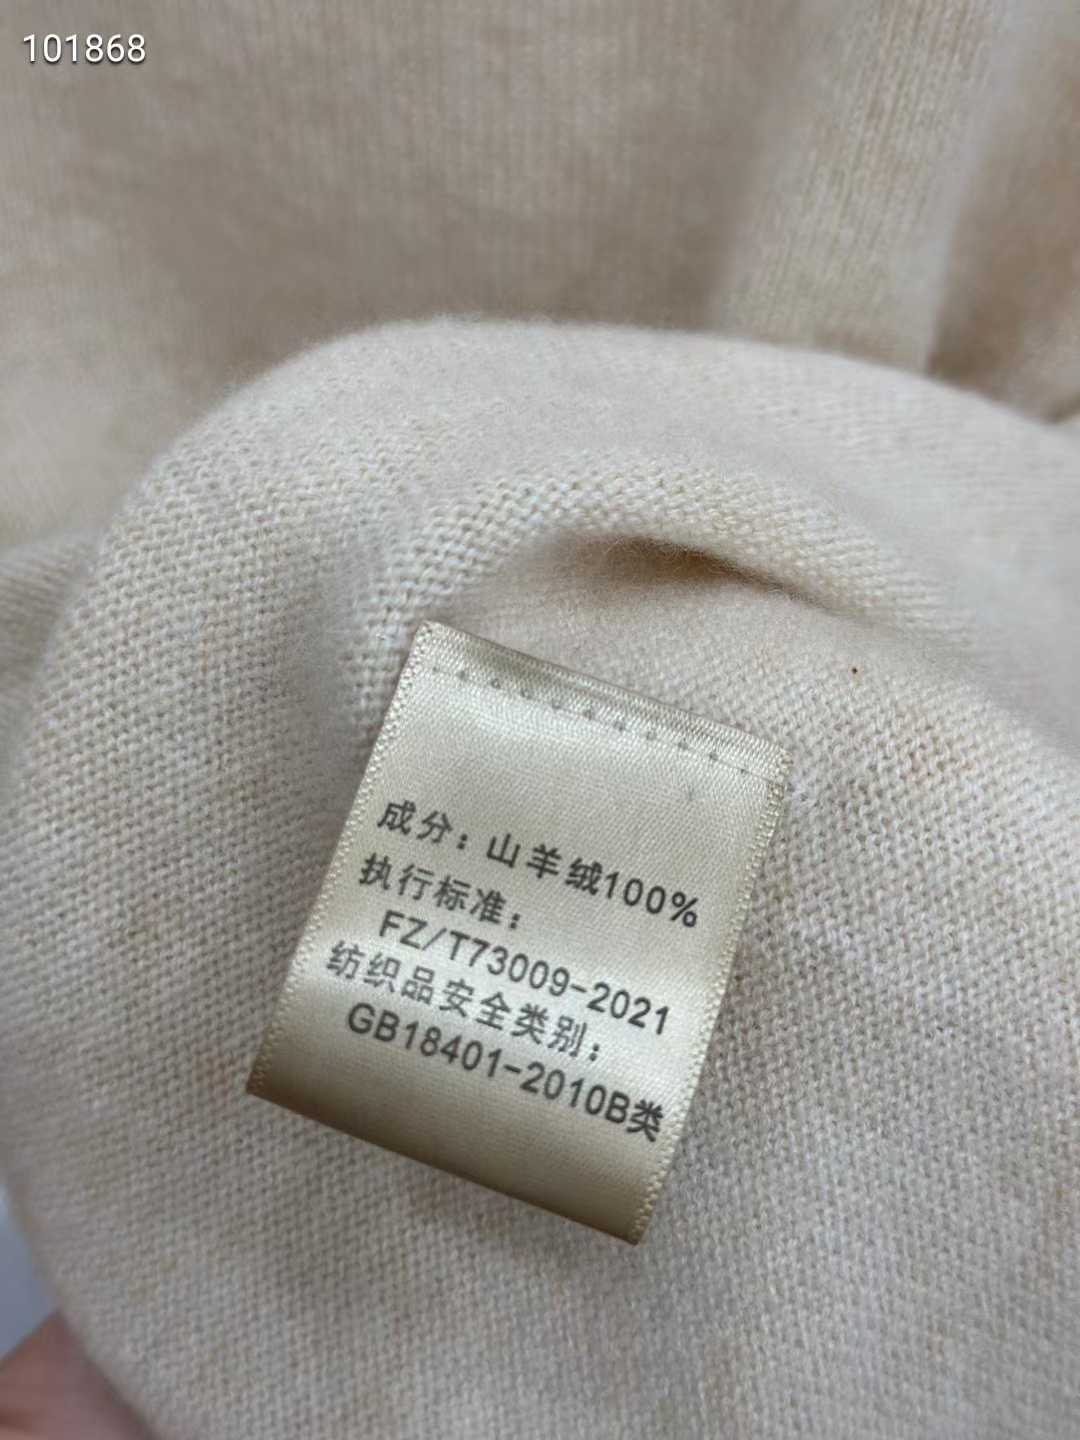 101868
成分：山羊绒100%
执行标准：
FZ/T73009-2021
纺织品安全类别：
GB18401-2010B类